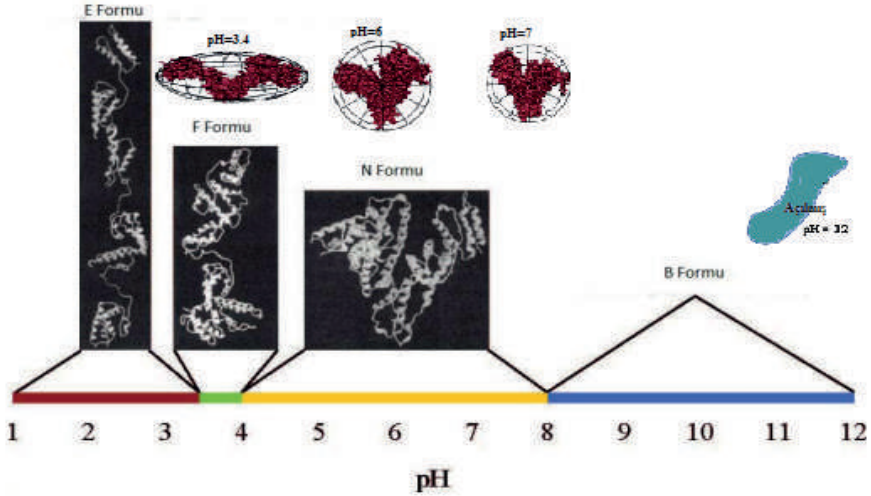 E Formu
pH=3.4
pH=6
pH=7
F Formu
N Formu
Açılmış
pH = 12
B Formu
1 2 3 4 5 6 7 8 9 10 11 12
pH